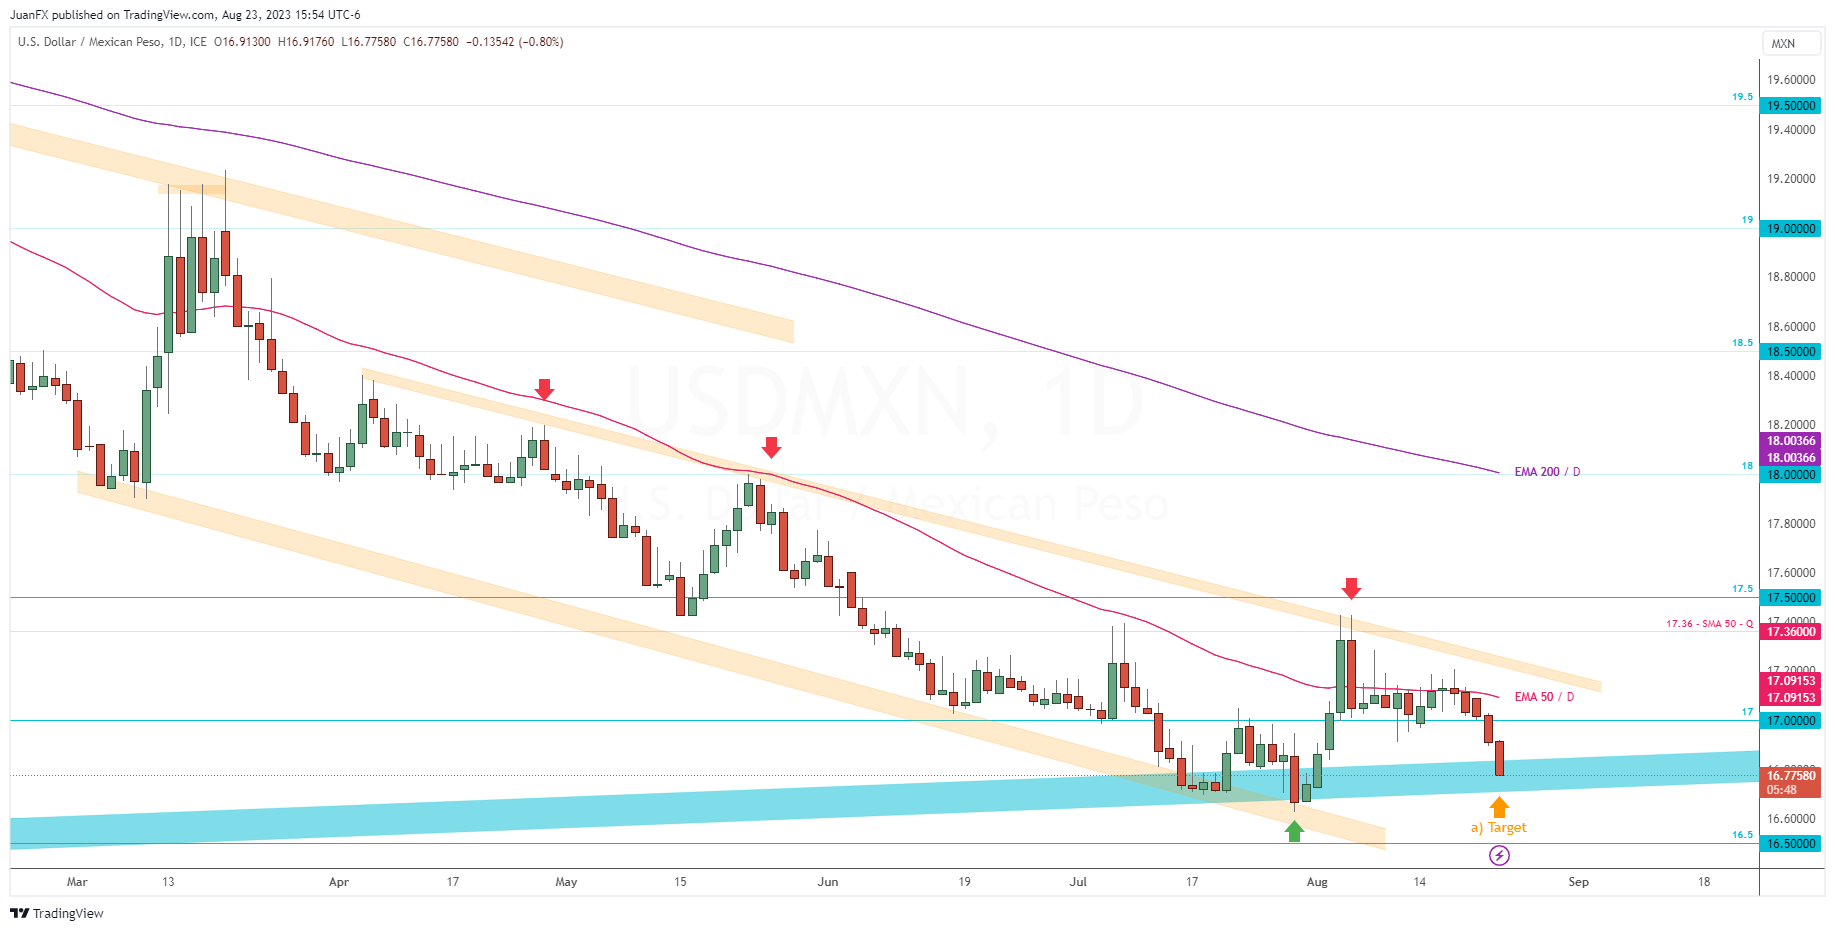 JuanFX published on TradingView.com, Aug 23, 2023 15:54 UTC-6
U.S. Dollar / Mexican Peso, 1D, ICE O16.91300 H16.91760 L16.77580 C16.77580 −0.13542 (−0.80%)
MXN
19.60000
19.5 19.50000
19.40000
19.20000
19 19.00000
18.80000
18.60000
18.5 18.50000
18.40000
USDMXN, 1D
18.20000
18.00366
18.00366
18 18.00000
EMA 200 / D
U.S. Dollar / Mexican Peso
17.80000
17.60000
17.5 17.50000
17.40000
17.36 - SMA 50 - Q 17.36000
17.20000
17.09153
17.09153
EMA 50 / D
17 17.00000
16.77580
05:48
16.60000
a) Target
16.5 16.50000
Mar 13 Apr 17 May 15 Jun 19 Jul 17 Aug 14 Sep 18
TradingView